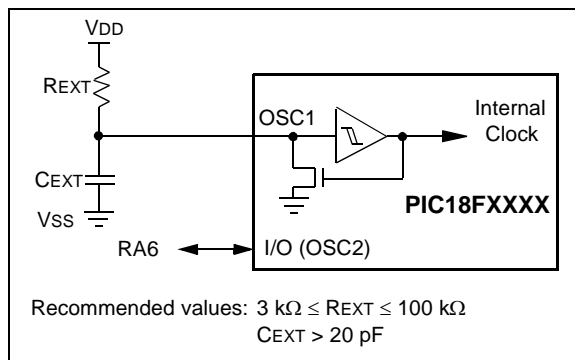 VDD
REXT
OSC1
Internal
Clock
CEXT
PIC18FXXXX
VSS
RA6
I/O (OSC2)
Recommended values: 3 kΩ ≤ REXT ≤ 100 kΩ
CEXT > 20 pF